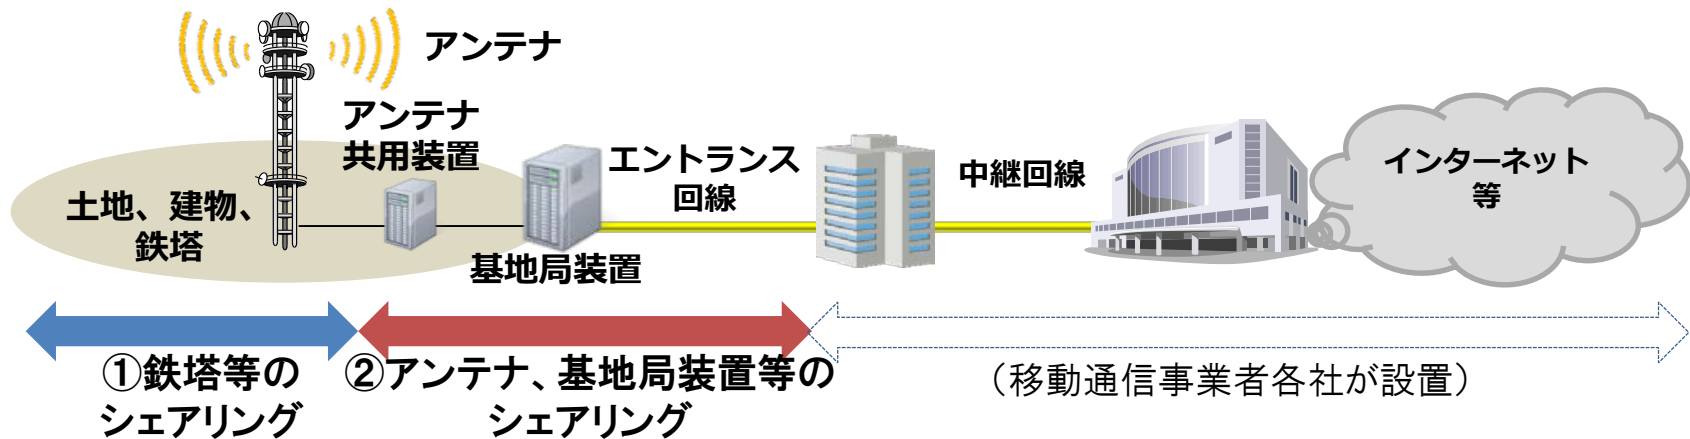 アンテナ
アンテナ
共用装置
エントランス
回線
中継回線
インターネット
等
土地、建物、
鉄塔
基地局装置
①鉄塔等の
シェアリング
②アンテナ、基地局装置等の
シェアリング
（移動通信事業者各社が設置）